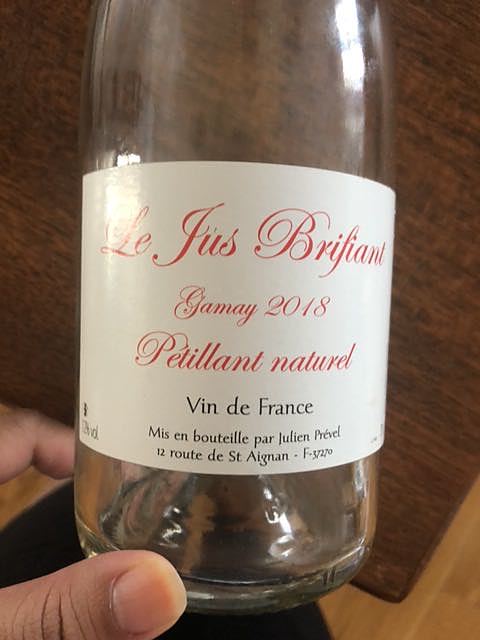 Le Jus Brifiant
Gamay 2018
Pétillant naturel
Vin de France
Mis en bouteille par Julien Prével
12 route de St Aignan - F-37270
% vol.